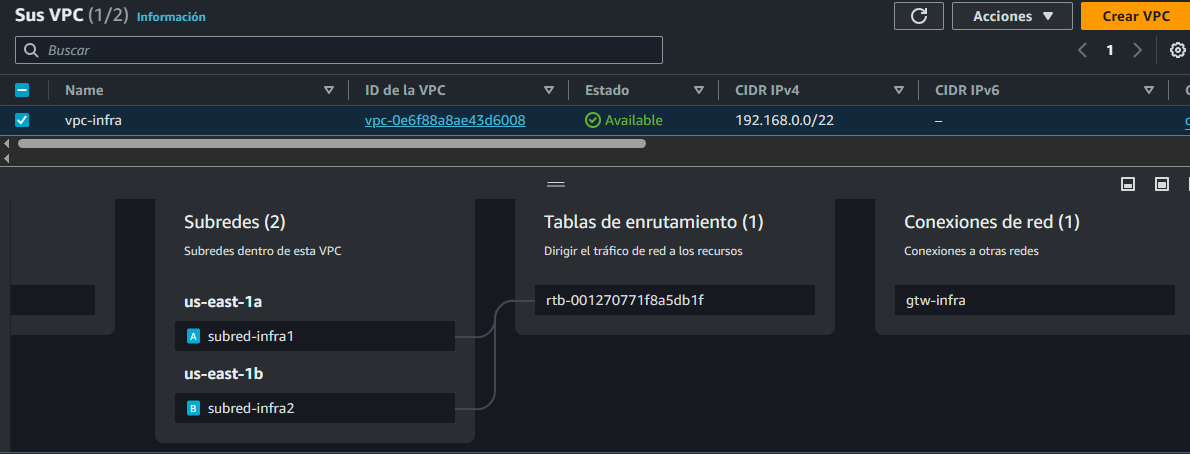 Sus VPC (1/2) Información
Acciones
Crear VPC
Buscar
1
Name ID de la VPC Estado CIDR IPv4 CIDR IPv6
vpc-infra vpc-0e6f88a8ae43d6008 Available 192.168.0.0/22 –
Subredes (2)
Subredes dentro de esta VPC
us-east-1a
A subred-infra1
us-east-1b
B subred-infra2
Tablas de enrutamiento (1)
Dirigir el tráfico de red a los recursos
rtb-001270771f8a5db1f
Conexiones de red (1)
Conexiones a otras redes
gtw-infra